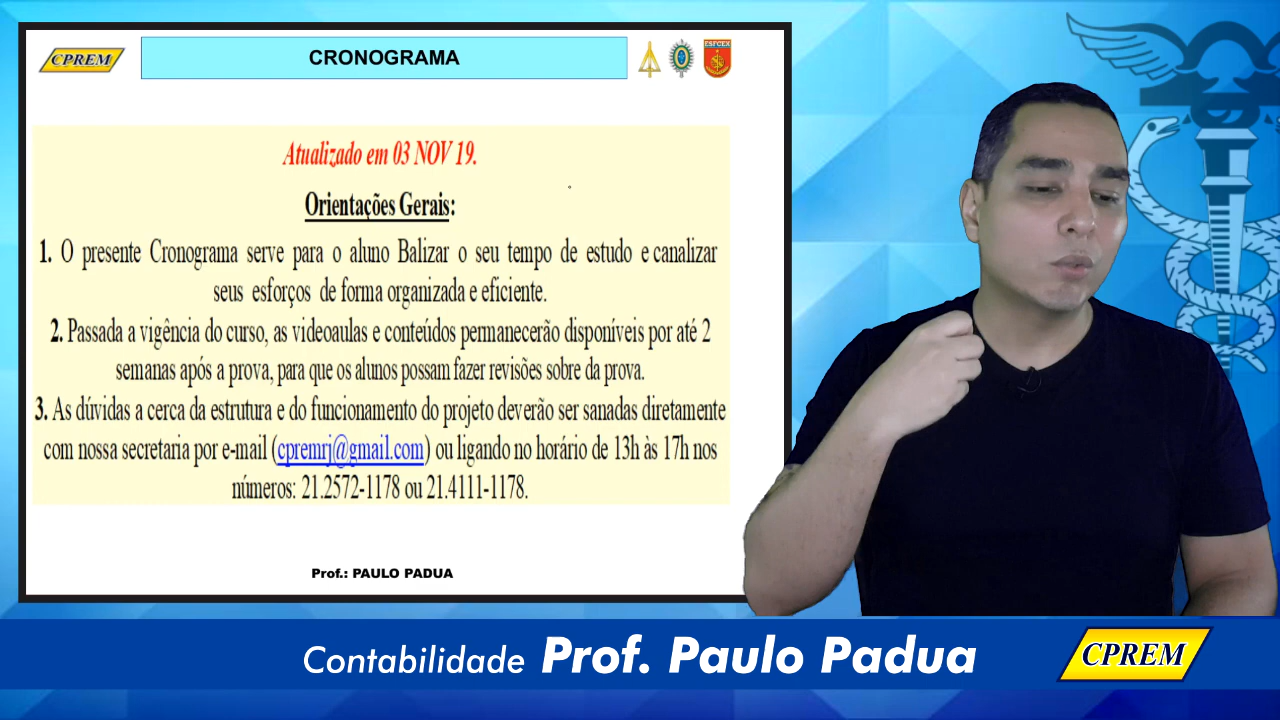 CPREM
CRONOGRAMA
ESFCEX
Atualizado em 03 NOV 19.
Orientações Gerais:
1. O presente Cronograma serve para o aluno Balizar o seu tempo de estudo e canalizar
seus esforços de forma organizada e eficiente.
2. Passada a vigência do curso, as videoaulas e conteúdos permanecerão disponíveis por até 2
semanas após a prova, para que os alunos possam fazer revisões sobre da prova.
3. As dúvidas a cerca da estrutura e do funcionamento do projeto deverão ser sanadas diretamente
com nossa secretaria por e-mail (cpremrj@gmail.com) ou ligando no horário de 13h às 17h nos
números: 21.2572-1178 ou 21.4111-1178.
Prof.: PAULO PADUA
Contabilidade Prof. Paulo Padua
CPREM